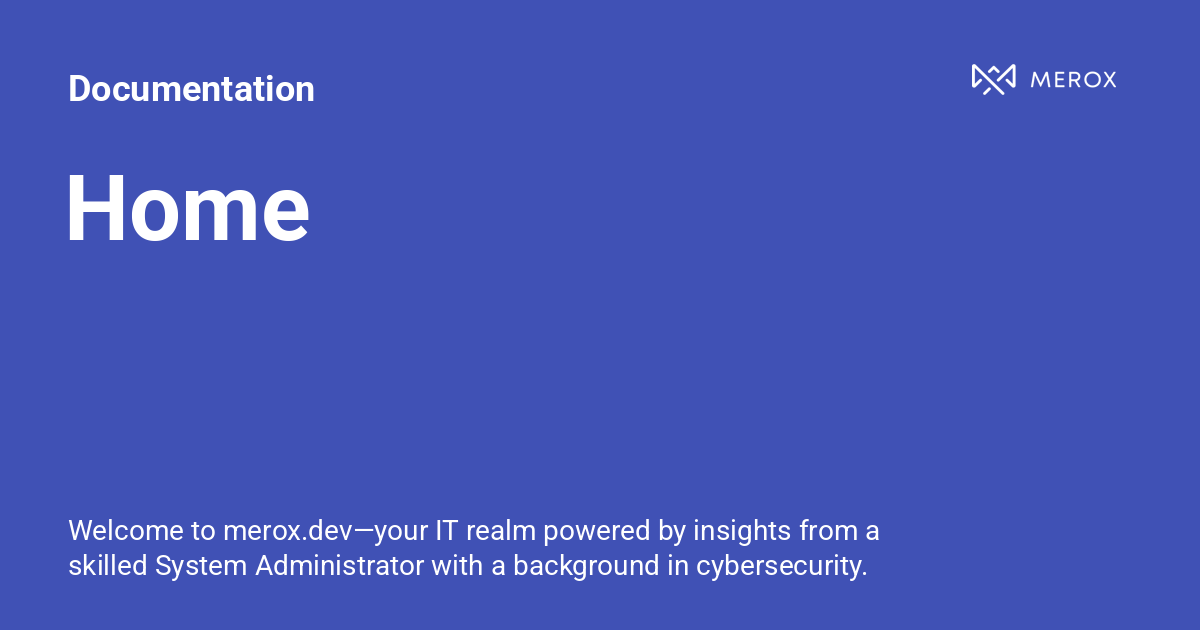 Documentation
MEROX
Home
Welcome to merox.dev—your IT realm powered by insights from a
skilled System Administrator with a background in cybersecurity.